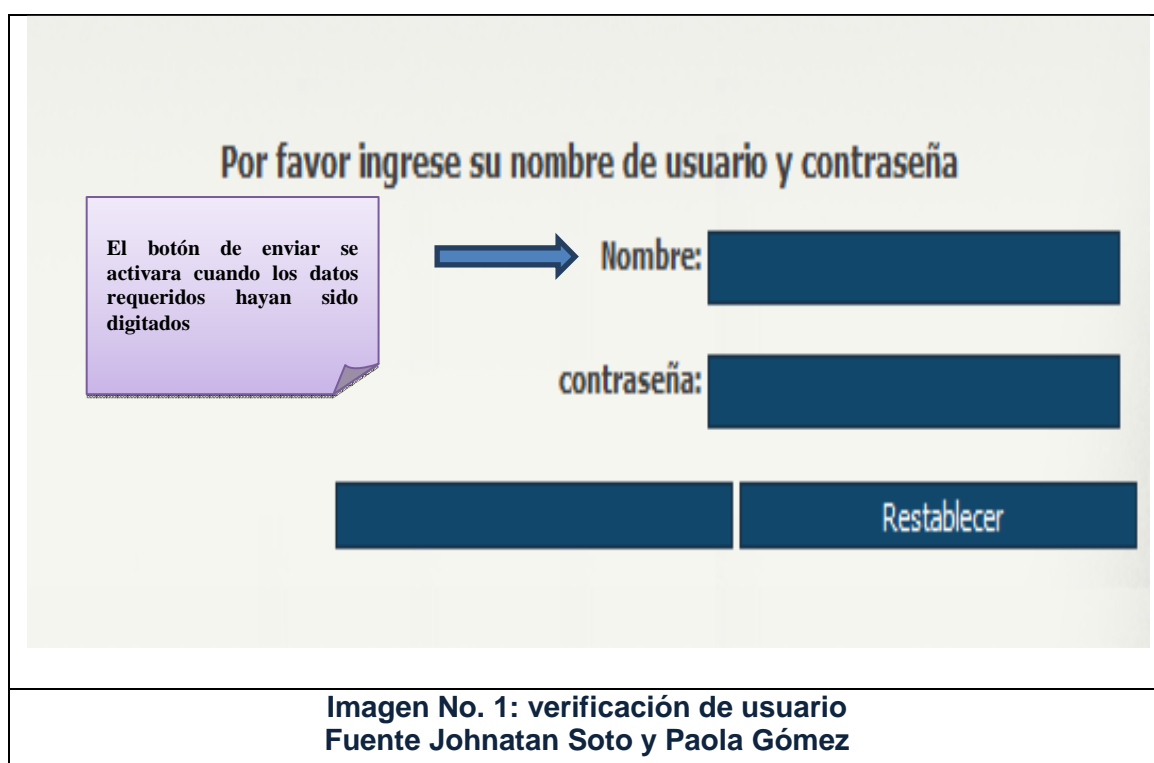 Por favor ingrese su nombre de usuario y contraseña
El botón de enviar se
activara cuando los datos
requeridos hayan sido
digitados
Nombre:
contraseña:
Restablecer
Imagen No. 1: verificación de usuario
Fuente Johnatan Soto y Paola Gómez